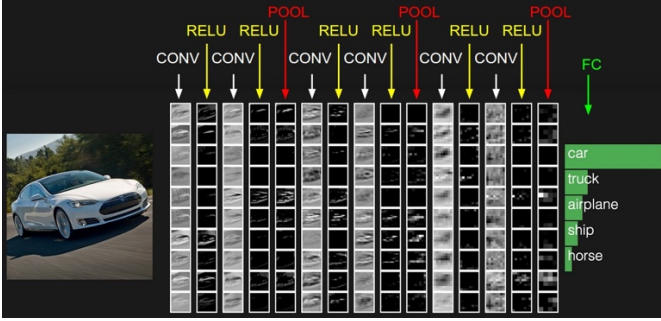 POOL POOL POOL
RELU RELU RELU RELU RELU RELU
CONV CONV CONV CONV CONV CONV
FC
car
truck
airplane
ship
horse